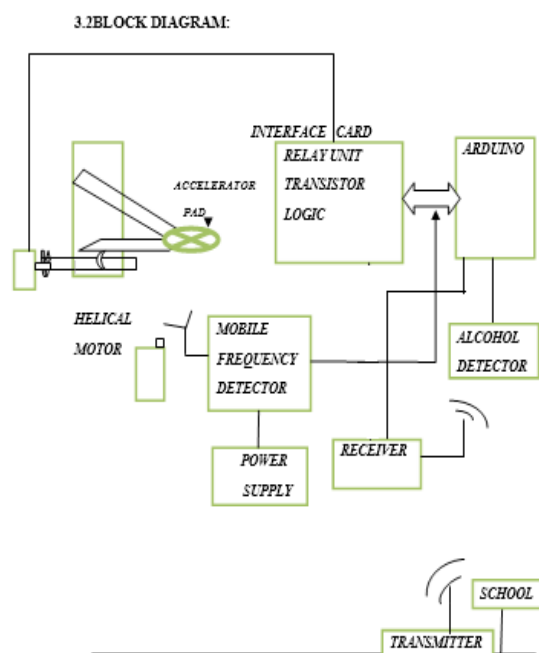 3.2BLOCK DIAGRAM:
INTERFACE CARD
RELAY UNIT
TRANSISTOR
LOGIC
ARDUINO
ACCELERATOR
PAD
HELICAL
MOTOR
MOBILE
FREQUENCY
DETECTOR
ALCOHOL
DETECTOR
POWER
SUPPLY
RECEIVER
SCHOOL
TRANSMITTER